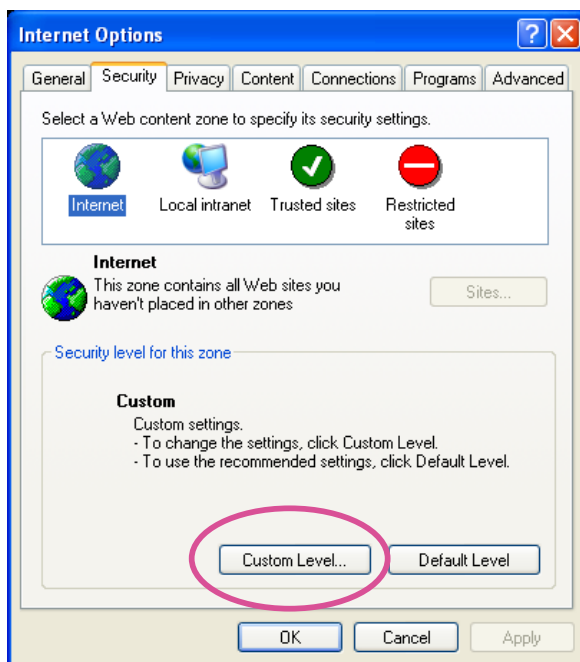 Internet Options
General Security Privacy Content Connections Programs Advanced
Select a Web content zone to specify its security settings.
Internet Local intranet Trusted sites Restricted
sites
Internet
This zone contains all Web sites you
haven't placed in other zones
Sites...
Security level for this zone
Custom
Custom settings.
- To change the settings, click Custom Level.
- To use the recommended settings, click Default Level.
Custom Level... Default Level
OK Cancel Apply